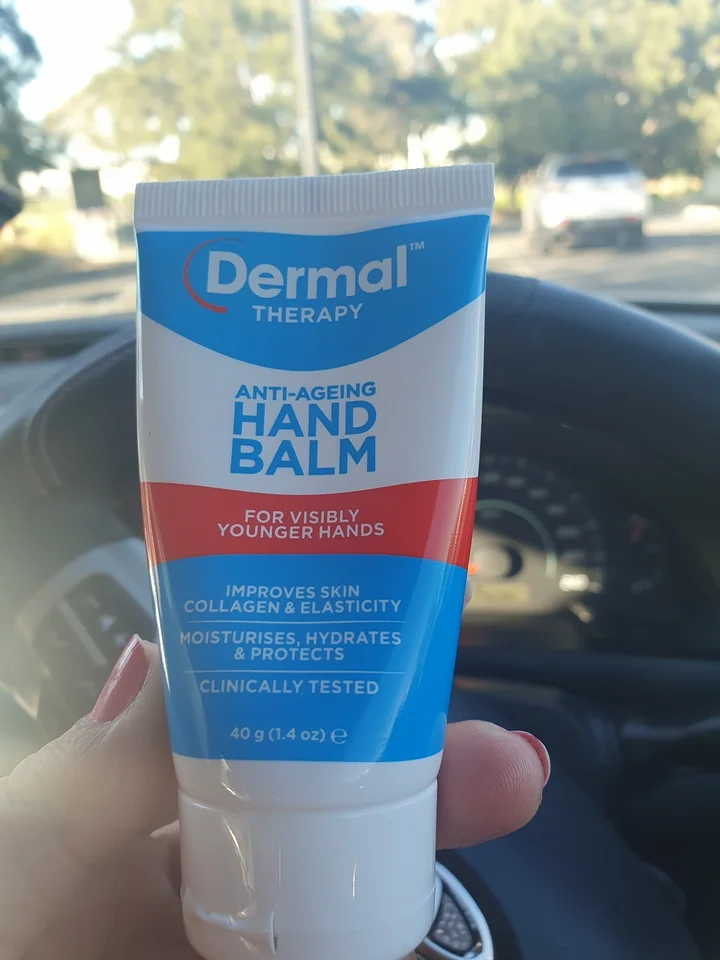 Dermal™
THERAPY
ANTI-AGEING
HAND
BALM
FOR VISIBLY
YOUNGER HANDS
IMPROVES SKIN
COLLAGEN & ELASTICITY
MOISTURISES, HYDRATES
& PROTECTS
CLINICALLY TESTED
40 g (1.4 oz) ℮